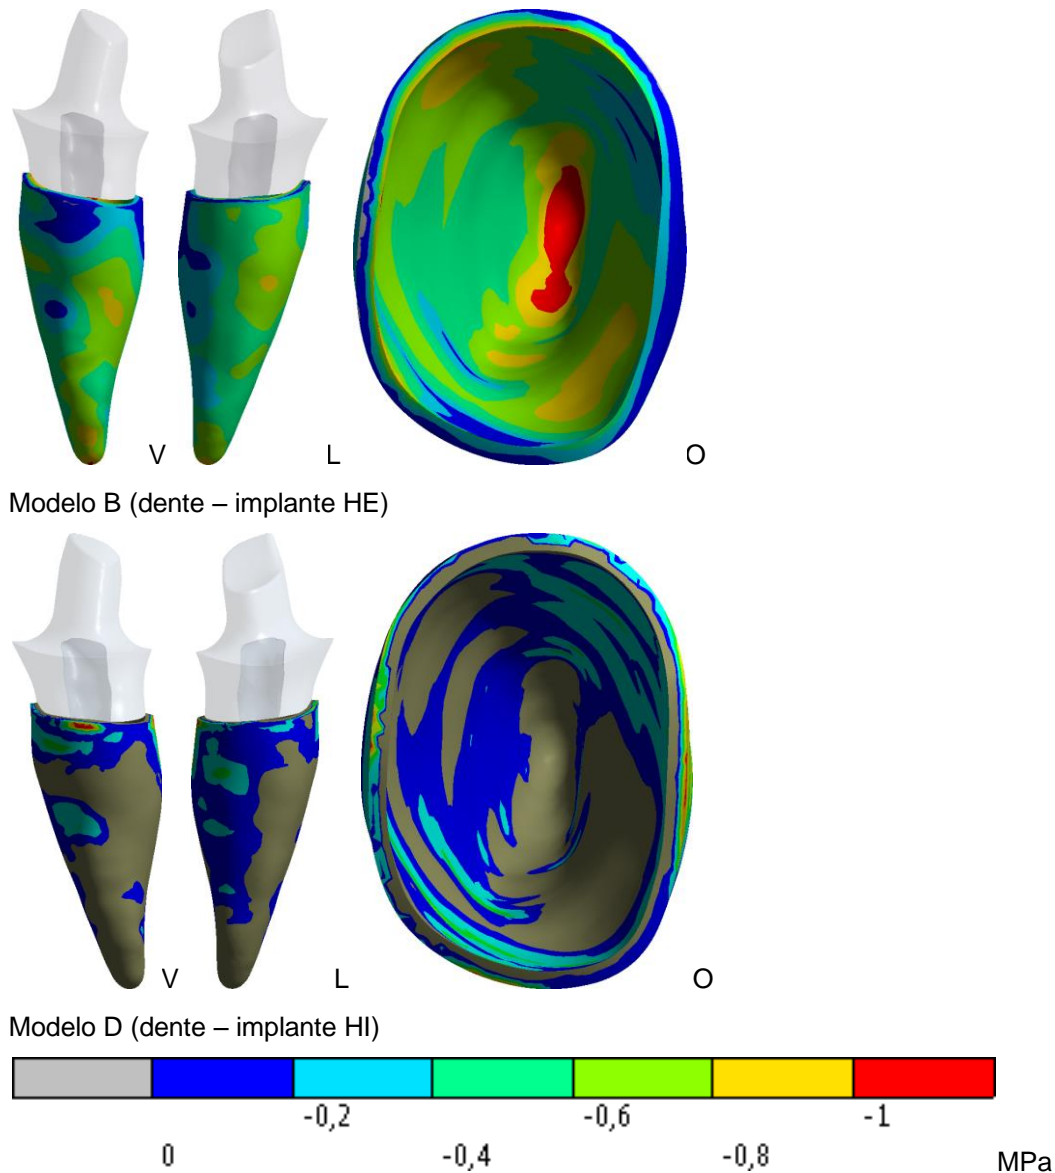 V L O
Modelo B (dente – implante HE)
V L O
Modelo D (dente – implante HI)
-0,2 -0,6 -1
0 -0,4 -0,8 MPa